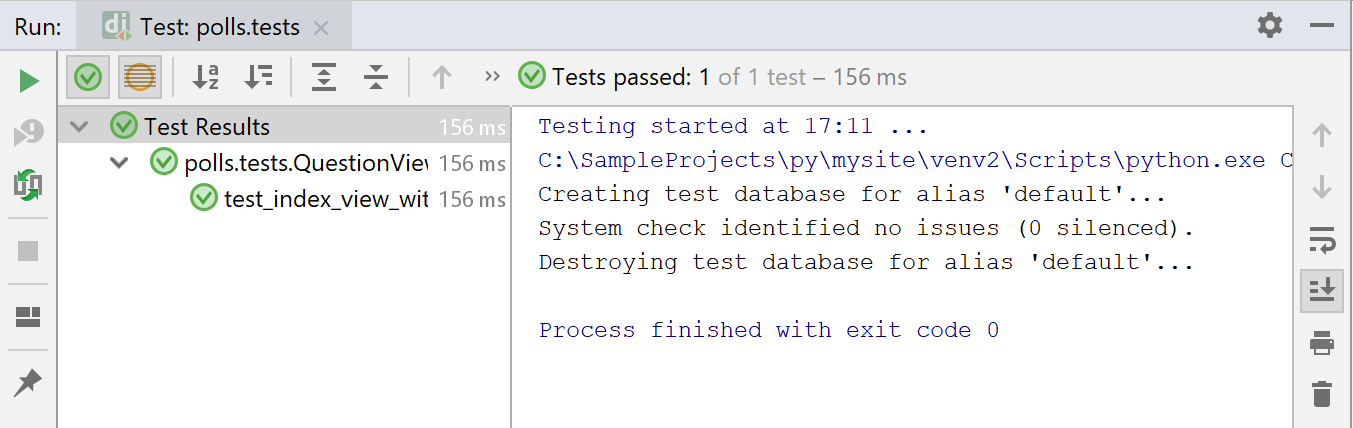 Run: dj Test: polls.tests
Tests passed: 1 of 1 test – 156 ms
Test Results 156 ms
polls.tests.QuestionView 156 ms
test_index_view_wit 156 ms
Testing started at 17:11 ...
C:\SampleProjects\py\mysite\venv2\Scripts\python.exe C
Creating test database for alias 'default'...
System check identified no issues (0 silenced).
Destroying test database for alias 'default'...
Process finished with exit code 0